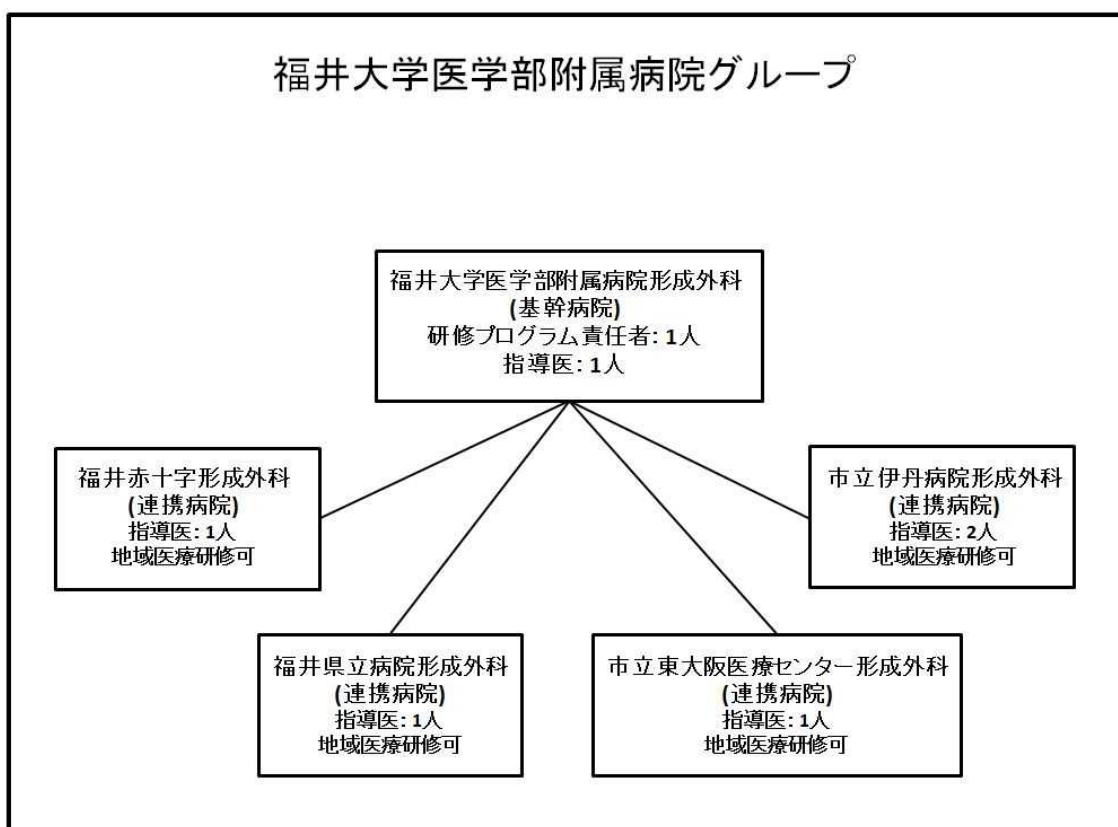 福井大学医学部附属病院グループ
福井大学医学部附属病院形成外科
(基幹病院)
研修プログラム責任者: 1人
指導医: 1人
福井赤十字形成外科
(連携病院)
指導医: 1人
地域医療研修可
市立伊丹病院形成外科
(連携病院)
指導医: 2人
地域医療研修可
福井県立病院形成外科
(連携病院)
指導医: 1人
地域医療研修可
市立東大阪医療センター形成外科
(連携病院)
指導医: 1人
地域医療研修可